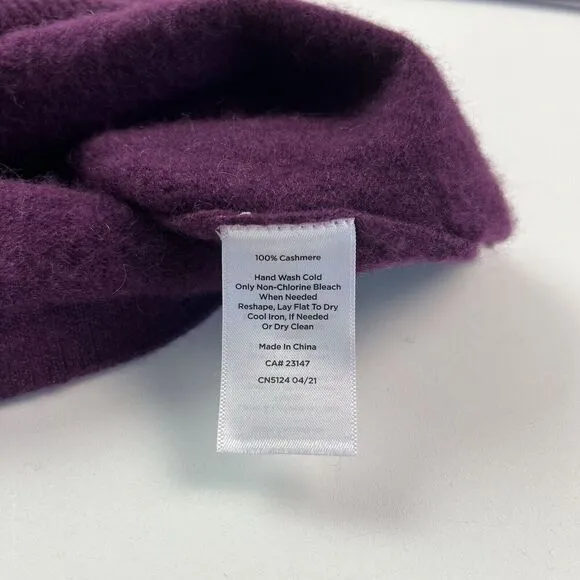 100% Cashmere
Hand Wash Cold
Only Non-Chlorine Bleach
When Needed
Reshape, Lay Flat To Dry
Cool Iron, If Needed
Or Dry Clean
Made In China
CA# 23147
CN5124 04/21